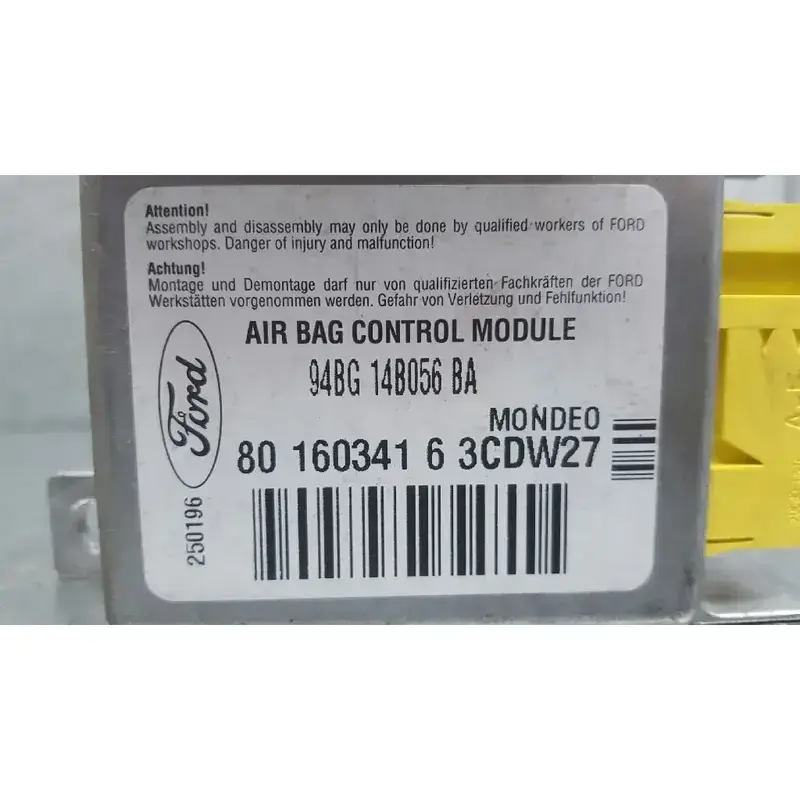 Attention!
Assembly and disassembly may only be done by qualified workers of FORD
workshops. Danger of injury and malfunction!
Achtung!
Montage und Demontage darf nur von qualifizierten Fachkräften der FORD
Werkstätten vorgenommen werden. Gefahr von Verletzung und Fehlfunktion!
AIR BAG CONTROL MODULE
94BG 14B056 BA
Ford
MONDEO
80 160341 6 3CDW27
250196